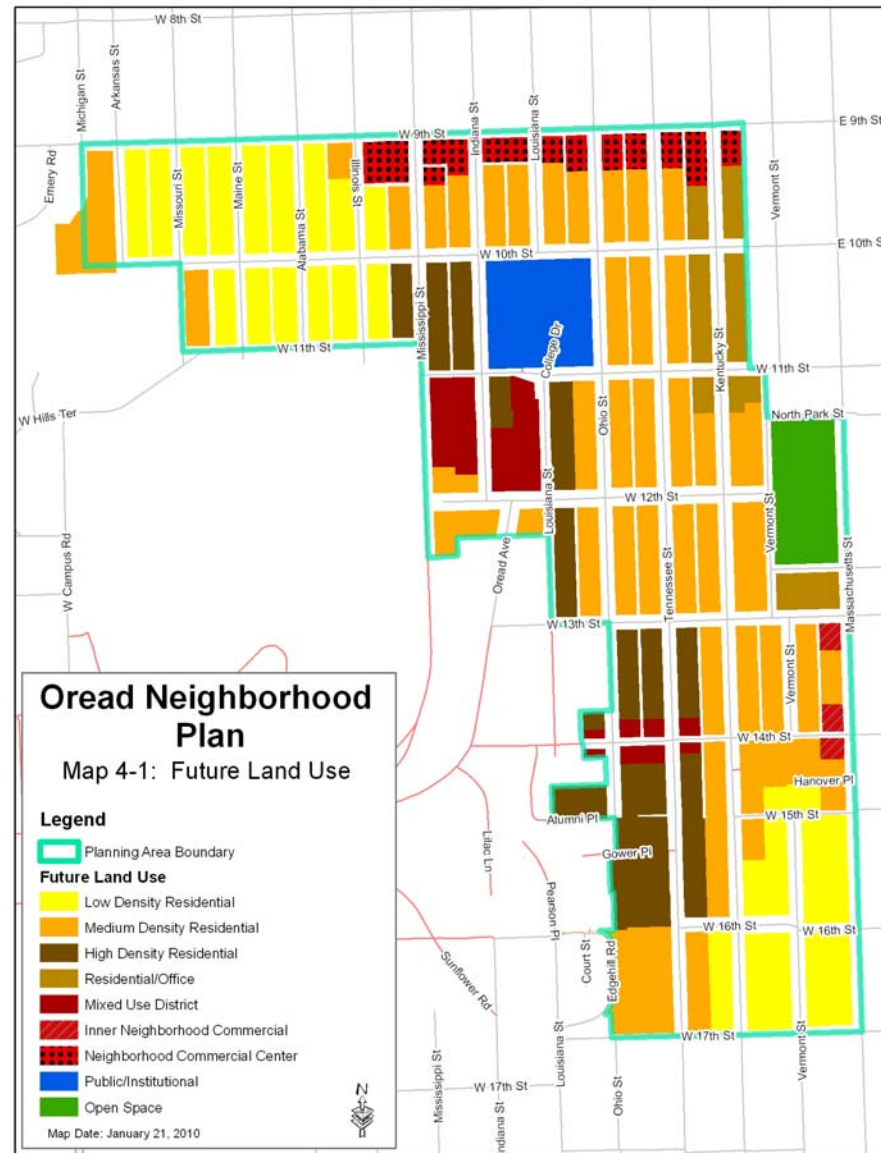 W 8th St
Michigan St
Arkansas St
Emery Rd
Missouri St
Maine St
Alabama St
Illinois St
W 9th St
Indiana St
Louisiana St
Vermont St
E 9th St
W 10th St
E 10th St
Mississippi St
College Dr
Kentucky St
W 11th St
W 11th St
W Hills Ter
Ohio St
North Park St
Louisiana St
W 12th St
Vermont St
Massachusetts St
W Campus Rd
Oread Ave
Tennessee St
W 13th St
Vermont St
W 14th St
Hanover Pl
Alumni Pl
W 15th St
Lilac Ln
Gower Pl
Pearson Pl
W 16th St
W 16th St
Court St
Edgehill Rd
Sunflower Rd
W 17th St
Mississippi St
Indiana St
Louisiana St
W 17th St
Ohio St
Vermont St
Oread Neighborhood
Plan
Map 4-1: Future Land Use
Legend
Planning Area Boundary
Future Land Use
Low Density Residential
Medium Density Residential
High Density Residential
Residential/Office
Mixed Use District
Inner Neighborhood Commercial
Neighborhood Commercial Center
Public/Institutional
Open Space
Map Date: January 21, 2010
N